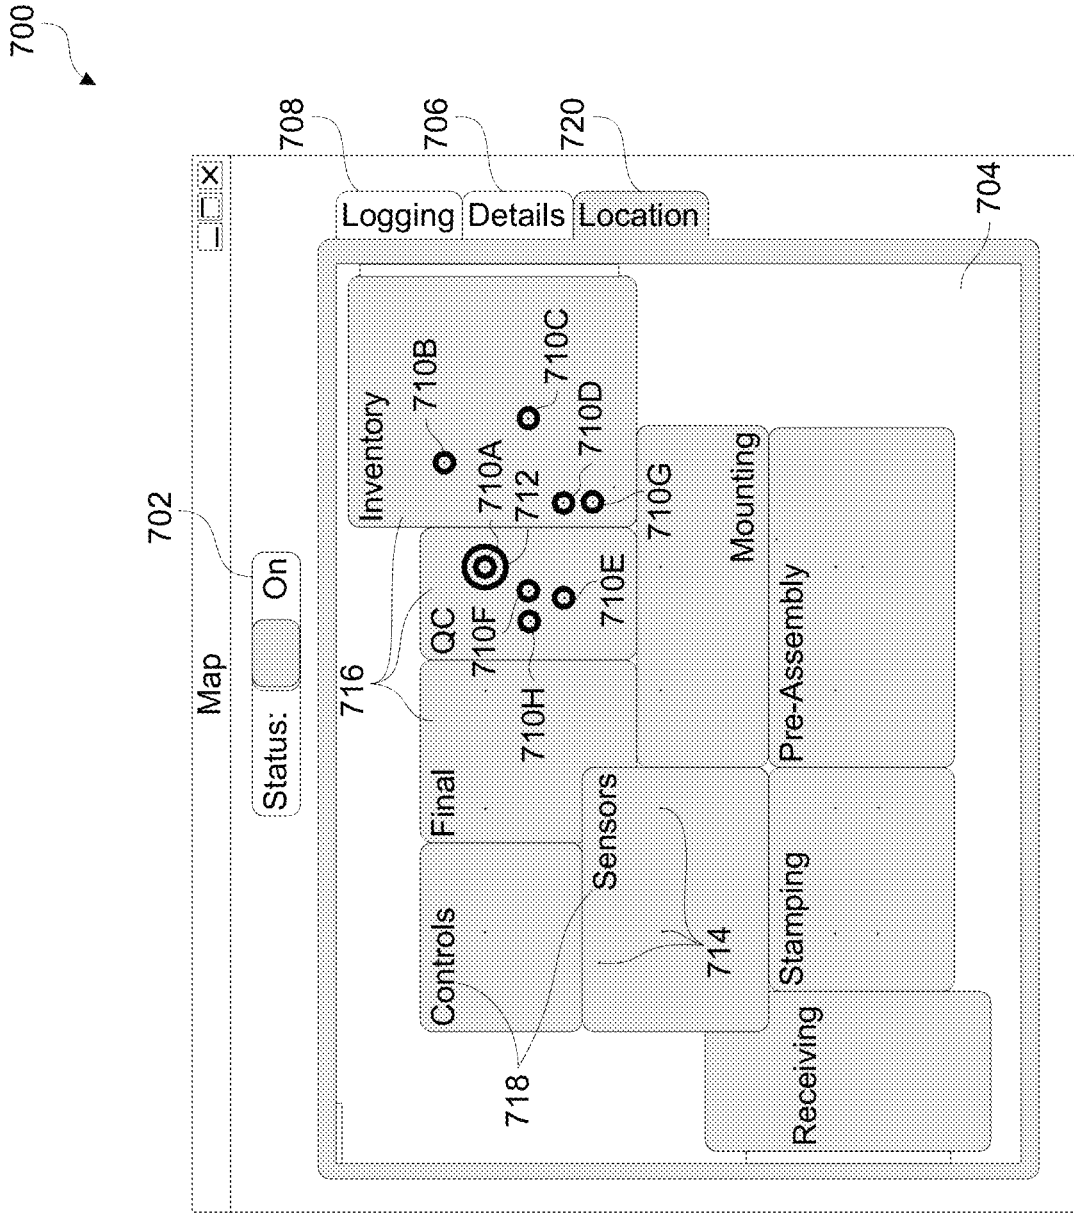 700
Map
702
Status: On
708
Logging
706
Details
720
Location
704
716
Inventory
710B
710A
712
710C
710D
710G
QC
710F
710H
710E
Final
Controls
Sensors
714
718
Mounting
Pre-Assembly
Stamping
Receiving